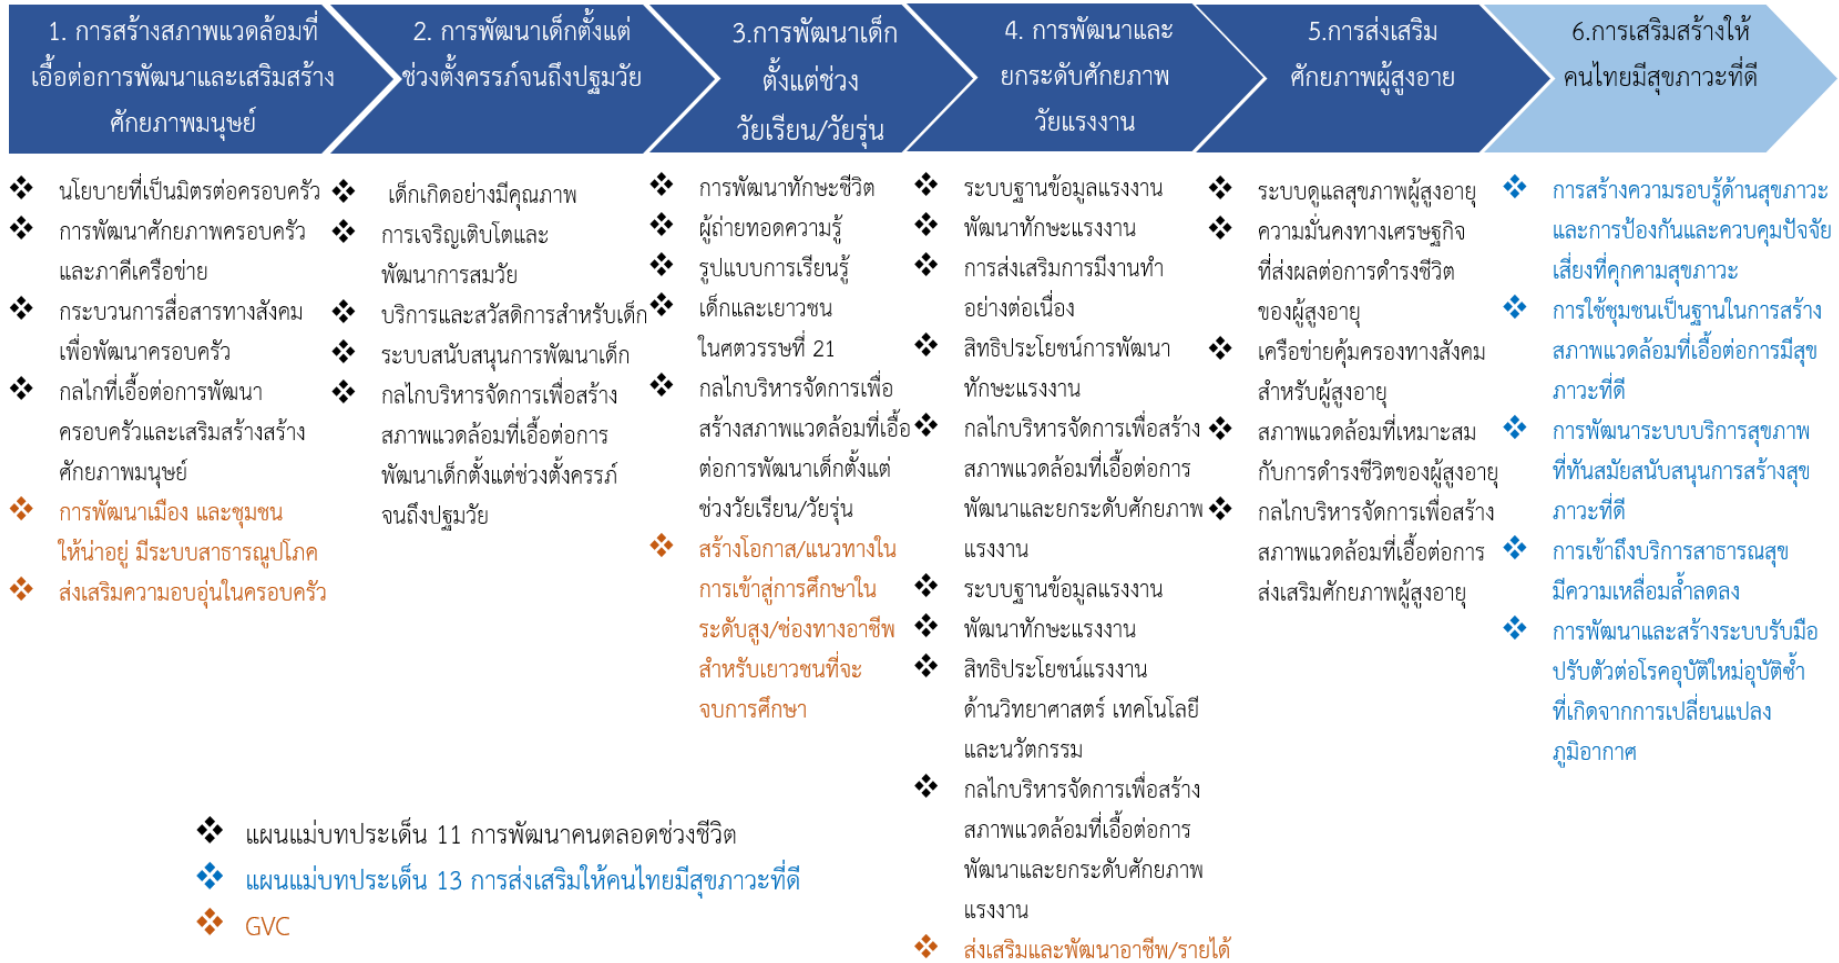 1. การสร้างสภาพแวดล้อมที่
เอื้อต่อการพัฒนาและเสริมสร้าง
ศักยภาพมนุษย์
2. การพัฒนาเด็กตั้งแต่
ช่วงตั้งครรภ์จนถึงปฐมวัย
3.การพัฒนาเด็ก
ตั้งแต่ช่วง
วัยเรียน/วัยรุ่น
4. การพัฒนาและ
ยกระดับศักยภาพ
วัยแรงงาน
5.การส่งเสริม
ศักยภาพผู้สูงอาย
6.การเสริมสร้างให้
คนไทยมีสุขภาวะที่ดี
นโยบายที่เป็นมิตรต่อครอบครัว
การพัฒนาศักยภาพครอบครัว
และภาคีเครือข่าย
กระบวนการสื่อสารทางสังคม
เพื่อพัฒนาครอบครัว
กลไกที่เอื้อต่อการพัฒนา
ครอบครัวและเสริมสร้างสร้าง
ศักยภาพมนุษย์
การพัฒนาเมือง และชุมชน
ให้น่าอยู่ มีระบบสาธารณูปโภค
ส่งเสริมความอบอุ่นในครอบครัว
เด็กเกิดอย่างมีคุณภาพ
การเจริญเติบโตและ
พัฒนาการสมวัย
บริการและสวัสดิการสำหรับเด็ก
ระบบสนับสนุนการพัฒนาเด็ก
กลไกบริหารจัดการเพื่อสร้าง
สภาพแวดล้อมที่เอื้อต่อการ
พัฒนาเด็กตั้งแต่ช่วงตั้งครรภ์
จนถึงปฐมวัย
การพัฒนาทักษะชีวิต
ผู้ถ่ายทอดความรู้
รูปแบบการเรียนรู้
เด็กและเยาวชน
ในศตวรรษที่ 21
กลไกบริหารจัดการเพื่อ
สร้างสภาพแวดล้อมที่เอื้อ
ต่อการพัฒนาเด็กตั้งแต่
ช่วงวัยเรียน/วัยรุ่น
สร้างโอกาส/แนวทางใน
การเข้าสู่การศึกษาใน
ระดับสูง/ช่องทางอาชีพ
สำหรับเยาวชนที่จะ
จบการศึกษา
ระบบฐานข้อมูลแรงงาน
พัฒนาทักษะแรงงาน
การส่งเสริมการมีงานทำ
อย่างต่อเนื่อง
สิทธิประโยชน์การพัฒนา
ทักษะแรงงาน
กลไกบริหารจัดการเพื่อสร้าง
สภาพแวดล้อมที่เอื้อต่อการ
พัฒนาและยกระดับศักยภาพ
แรงงาน
ระบบฐานข้อมูลแรงงาน
พัฒนาทักษะแรงงาน
สิทธิประโยชน์แรงงาน
ด้านวิทยาศาสตร์ เทคโนโลยี
และนวัตกรรม
กลไกบริหารจัดการเพื่อสร้าง
สภาพแวดล้อมที่เอื้อต่อการ
พัฒนาและยกระดับศักยภาพ
แรงงาน
ส่งเสริมและพัฒนาอาชีพ/รายได้
ระบบดูแลสุขภาพผู้สูงอายุ
ความมั่นคงทางเศรษฐกิจ
ที่ส่งผลต่อการดำรงชีวิต
ของผู้สูงอายุ
เครือข่ายคุ้มครองทางสังคม
สำหรับผู้สูงอายุ
สภาพแวดล้อมที่เหมาะสม
กับการดำรงชีวิตของผู้สูงอายุ
กลไกบริหารจัดการเพื่อสร้าง
สภาพแวดล้อมที่เอื้อต่อการ
ส่งเสริมศักยภาพผู้สูงอายุ
การสร้างความรอบรู้ด้านสุขภาวะ
และการป้องกันและควบคุมปัจจัย
เสี่ยงที่คุกคามสุขภาวะ
การใช้ชุมชนเป็นฐานในการสร้าง
สภาพแวดล้อมที่เอื้อต่อการมีสุข
ภาวะที่ดี
การพัฒนาระบบบริการสุขภาพ
ที่ทันสมัยสนับสนุนการสร้างสุข
ภาวะที่ดี
การเข้าถึงบริการสาธารณสุข
มีความเหลื่อมล้ำลดลง
การพัฒนาและสร้างระบบรับมือ
ปรับตัวต่อโรคอุบัติใหม่อุบัติซ้ำ
ที่เกิดจากการเปลี่ยนแปลง
ภูมิอากาศ
แผนแม่บทประเด็น 11 การพัฒนาคนตลอดช่วงชีวิต
แผนแม่บทประเด็น 13 การส่งเสริมให้คนไทยมีสุขภาวะที่ดี
GVC